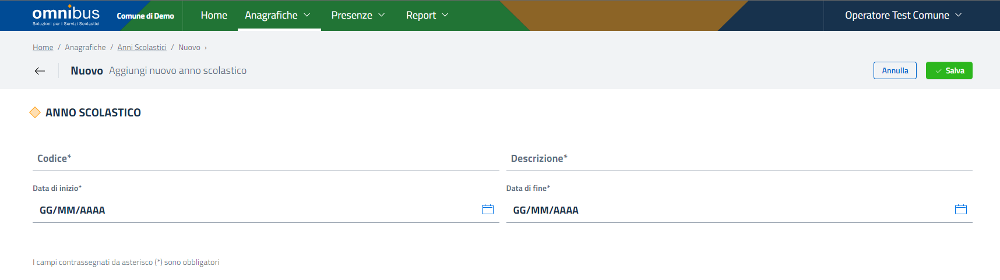 omnibus
Soluzioni per i Servizi Scolastici
Comune di Demo
Home
Anagrafiche
Presenze
Report
Operatore Test Comune
Home / Anagrafiche / Anni Scolastici / Nuovo ›
Nuovo Aggiungi nuovo anno scolastico
Annulla
Salva
ANNO SCOLASTICO
Codice*
Descrizione*
Data di inizio*
Data di fine*
GG/MM/AAAA
GG/MM/AAAA
I campi contrassegnati da asterisco (*) sono obbligatori